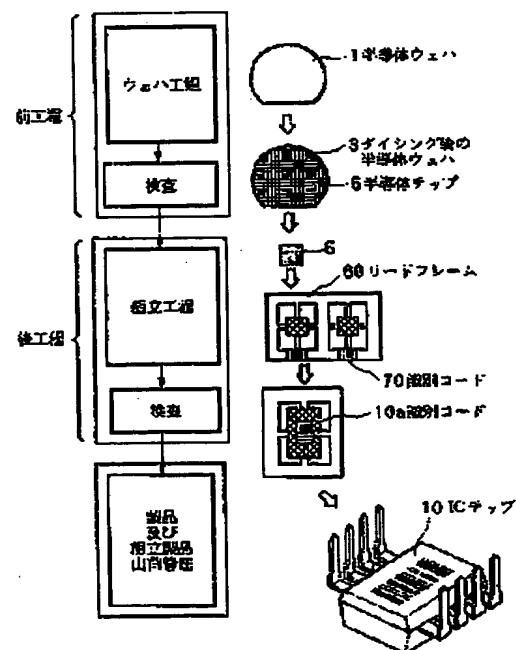 1半導体ウェハ
ウェハ工程
前工程
3ダイシング後の
半導体ウェハ
検査
6半導体チップ
6
60リードフレーム
組立工程
後工程
70識別コード
検査
10a識別コード
製品
及び
組立製品
10 ICチップ